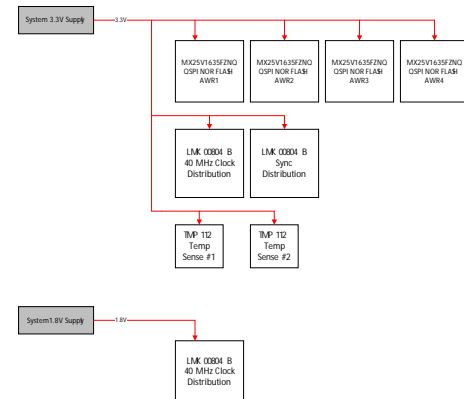 System 3.3V Supply
3.3V
MX25V1635FZNQ
QSPI NOR FLASH
AWR1
MX25V1635FZNQ
QSPI NOR FLASH
AWR2
MX25V1635FZNQ
QSPI NOR FLASH
AWR3
MX25V1635FZNQ
QSPI NOR FLASH
AWR4
LMK 00804 B
40 MHz Clock
Distribution
LMK 00804 B
Sync
Distribution
TMP 112
Temp
Sense #1
TMP 112
Temp
Sense #2
System1.8V Supply
1.8V
LMK 00804 B
40 MHz Clock
Distribution